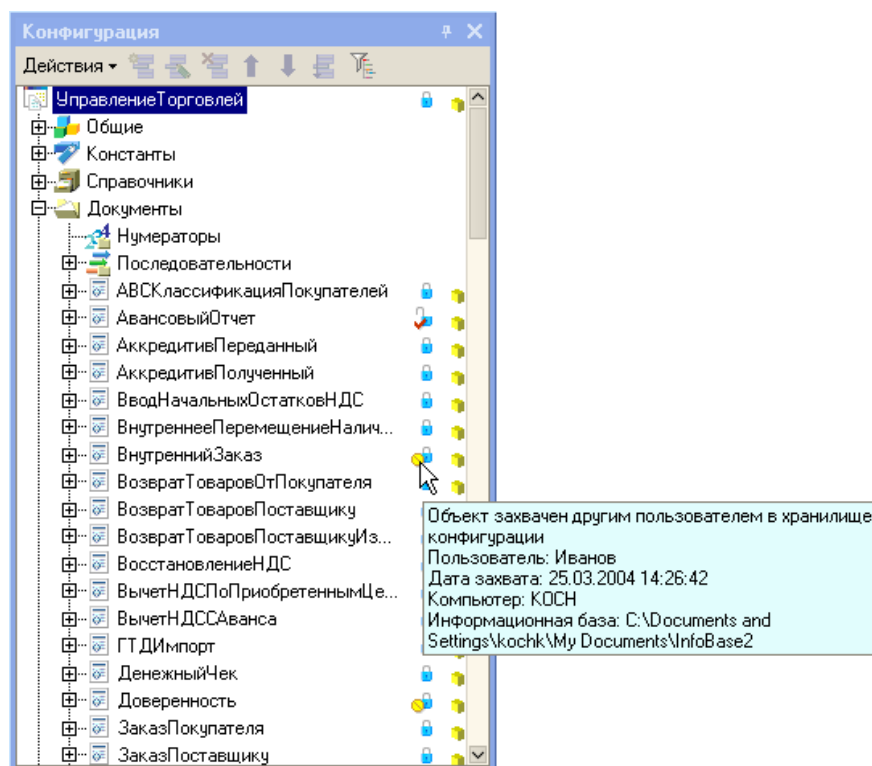 Конфигурация
Действия
УправлениеТорговлей
Общие
Константы
Справочники
Документы
Нумераторы
Последовательности
АВСКлассификацияПокупателей
АвансовыйОтчет
АккредитивПереданный
АккредитивПолученный
ВводНачальныхОстатковНДС
ВнутреннееПеремещениеНалич...
ВнутреннийЗаказ
ВозвратТоваровОтПокупателя
ВозвратТоваровПоставщику
ВозвратТоваровПоставщикуИз...
ВосстановлениеНДС
ВычетНДСПоПриобретеннымЦе...
ВычетНДССАванса
ГТДИмпорт
ДенежныйЧек
Доверенность
ЗаказПокупателя
ЗаказПоставщику
Объект захвачен другим пользователем в хранилище
конфигурации
Пользователь: Иванов
Дата захвата: 25.03.2004 14:26:42
Компьютер: KOCH
Информационная база: C:\Documents and
Settings\kochk\My Documents\InfoBase2